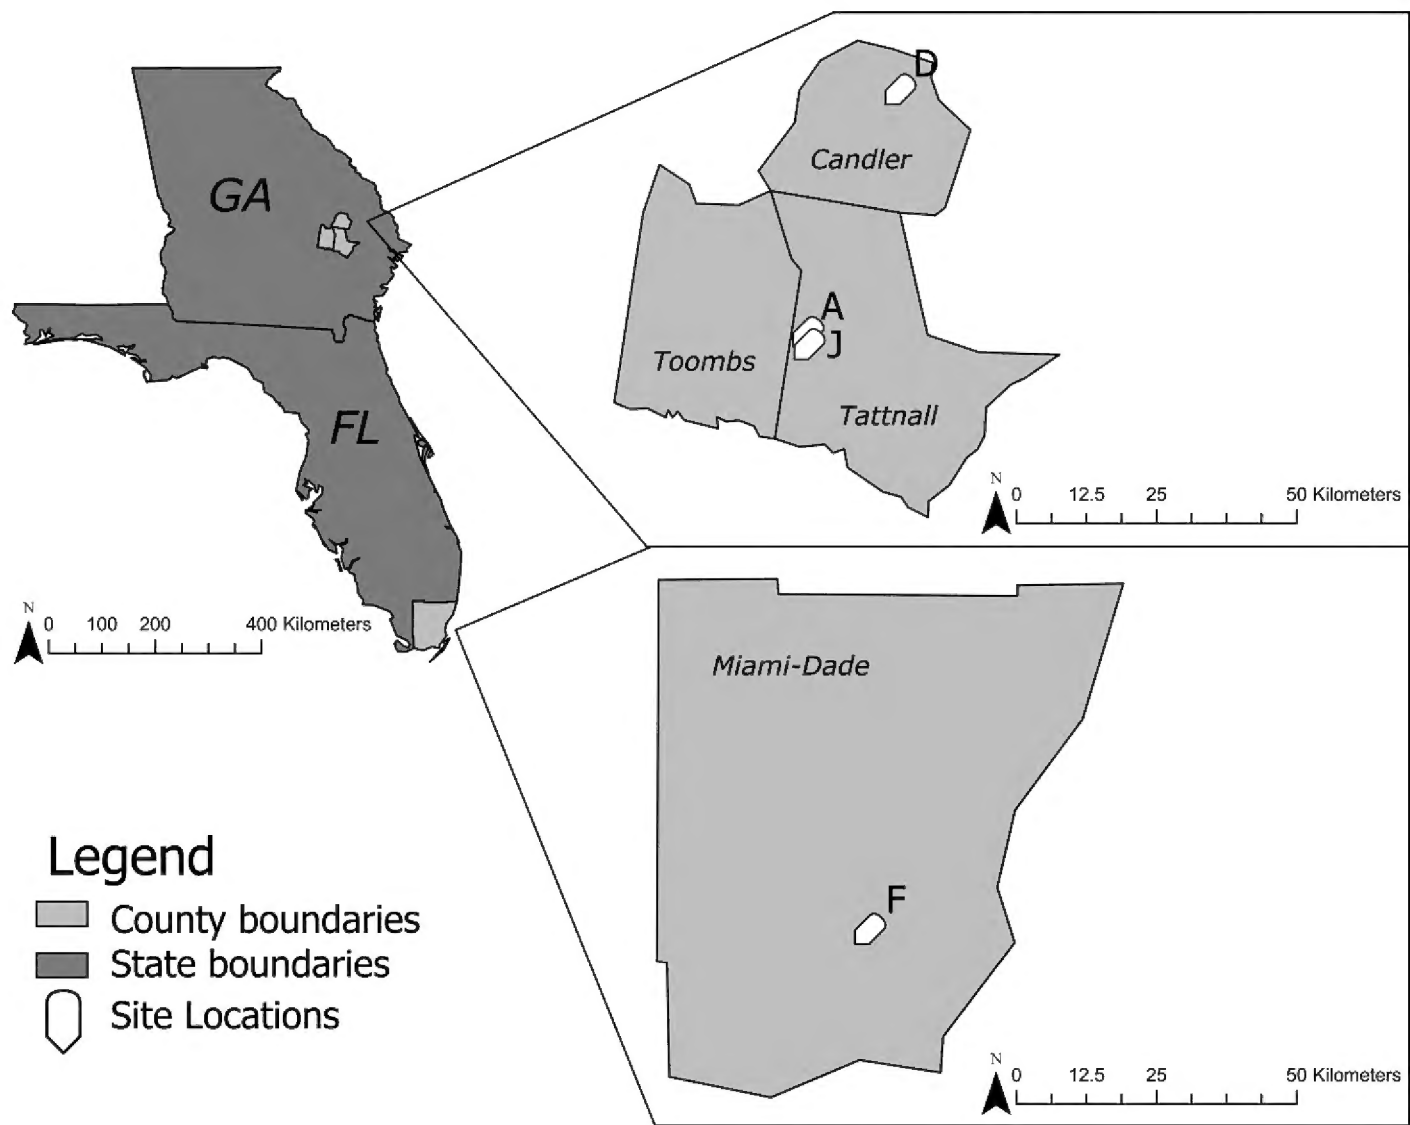 GA
FL
N
0 100 200 400 Kilometers
D
Candler
A
J
Toombs
Tattnall
N
0 12.5 25 50 Kilometers
Miami-Dade
F
N
0 12.5 25 50 Kilometers
Legend
County boundaries
State boundaries
Site Locations